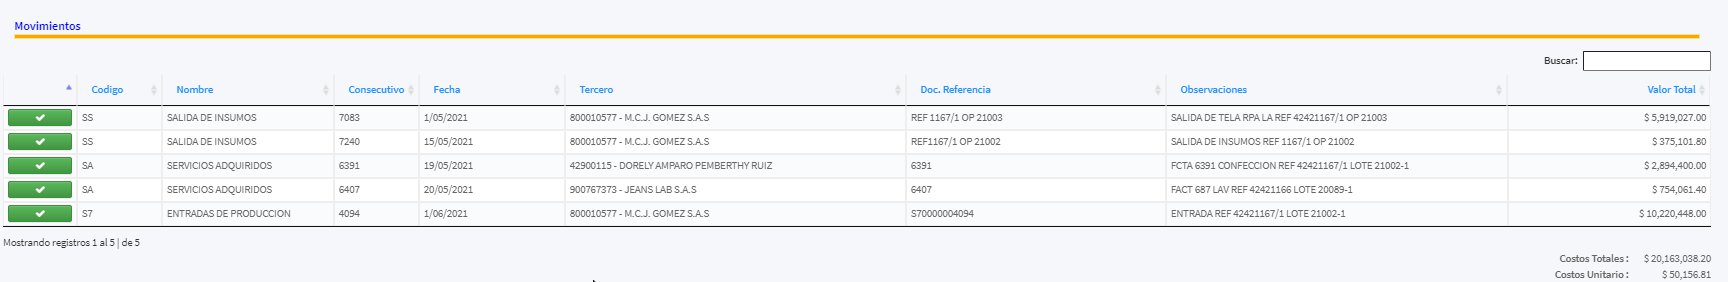 Movimientos
Buscar:
Codigo Nombre Consecutivo Fecha Tercero Doc. Referencia Observaciones Valor Total
SS SALIDA DE INSUMOS 7083 1/05/2021 800010577 - M.C.J. GOMEZ S.A.S REF 1167/1 OP 21003 SALIDA DE TELA RPA LA REF 42421167/1 OP 21003 $ 5,919,027.00
SS SALIDA DE INSUMOS 7240 15/05/2021 800010577 - M.C.J. GOMEZ S.A.S REF1167/1 OP 21002 SALIDA DE INSUMOS REF 1167/1 OP 21002 $ 375,101.80
SA SERVICIOS ADQUIRIDOS 6391 19/05/2021 42900115 - DORELY AMPARO PEMBERTHY RUIZ 6391 FCTA 6391 CONFECCION REF 42421167/1 LOTE 21002-1 $ 2,894,400.00
SA SERVICIOS ADQUIRIDOS 6407 20/05/2021 900767373 - JEANS LAB S.A.S 6407 FACT 687 LAV REF 42421166 LOTE 20089-1 $ 754,061.40
S7 ENTRADAS DE PRODUCCION 4094 1/06/2021 800010577 - M.C.J. GOMEZ S.A.S S70000004094 ENTRADA REF 42421167/1 LOTE 21002-1 $ 10,220,448.00
Mostrando registros 1 al 5 | de 5
Costos Totales : $ 20,163,038.20
Costos Unitario : $ 50,156.81